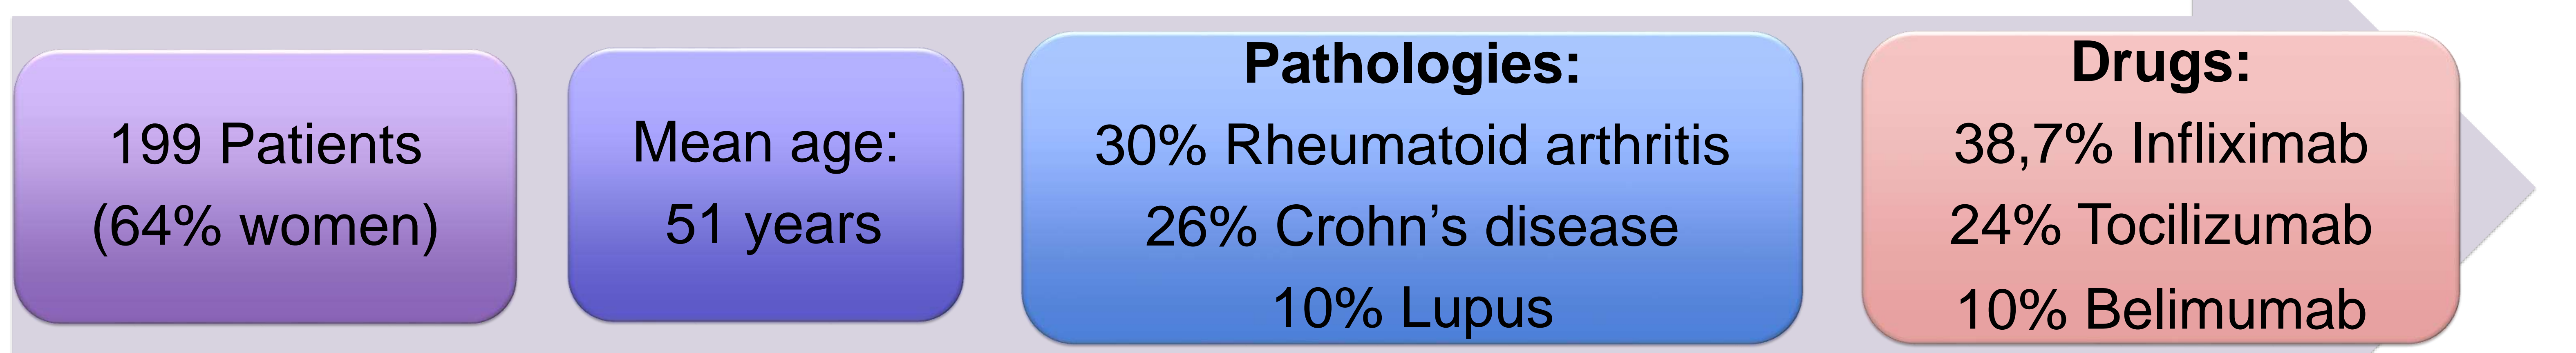 199 Patients
(64% women)
Mean age:
51 years
Pathologies:
30% Rheumatoid arthritis
26% Crohn’s disease
10% Lupus
Drugs:
38,7% Infliximab
24% Tocilizumab
10% Belimumab